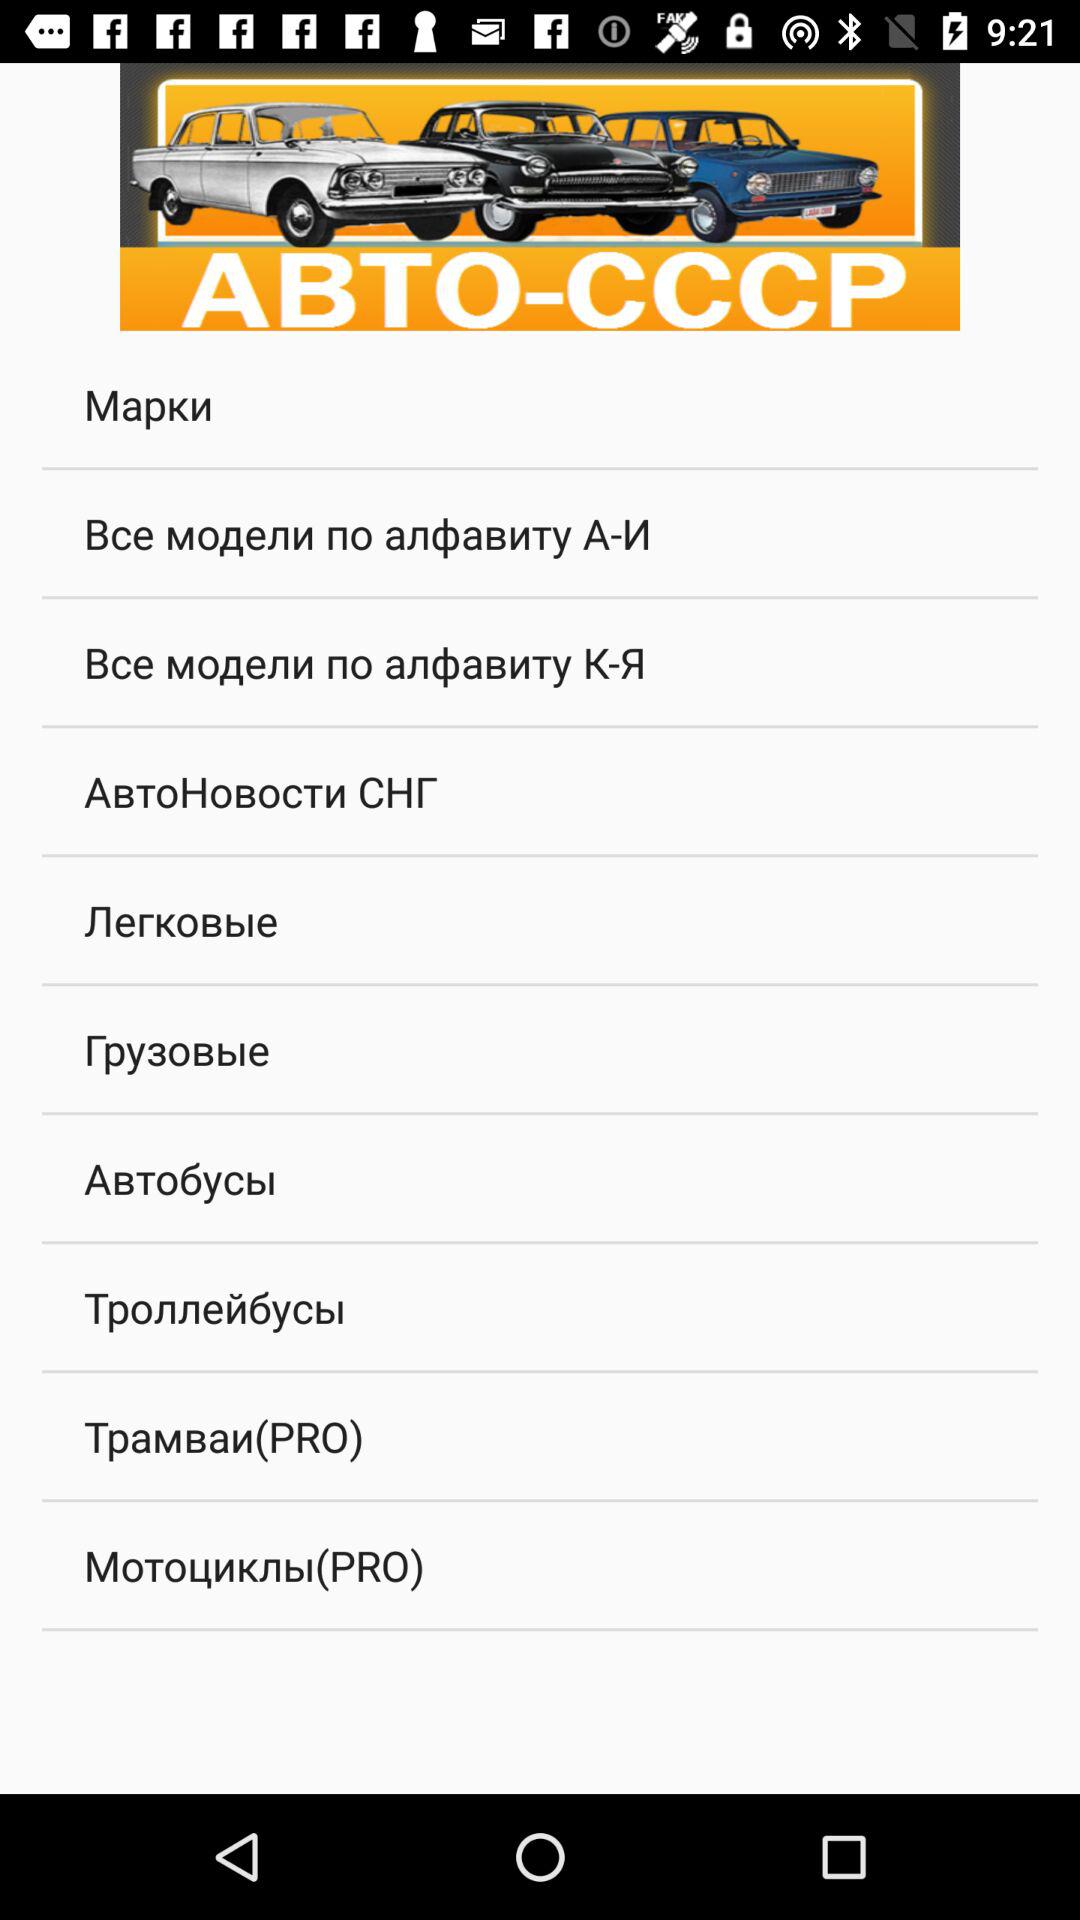 FAKE 9:21
АВТО-СССР
Марки
Все модели по алфавиту А-И
Все модели по алфавиту К-Я
АвтоНовости СНГ
Легковые
Грузовые
Автобусы
Троллейбусы
Трамваи(PRO)
Мотоциклы(PRO)